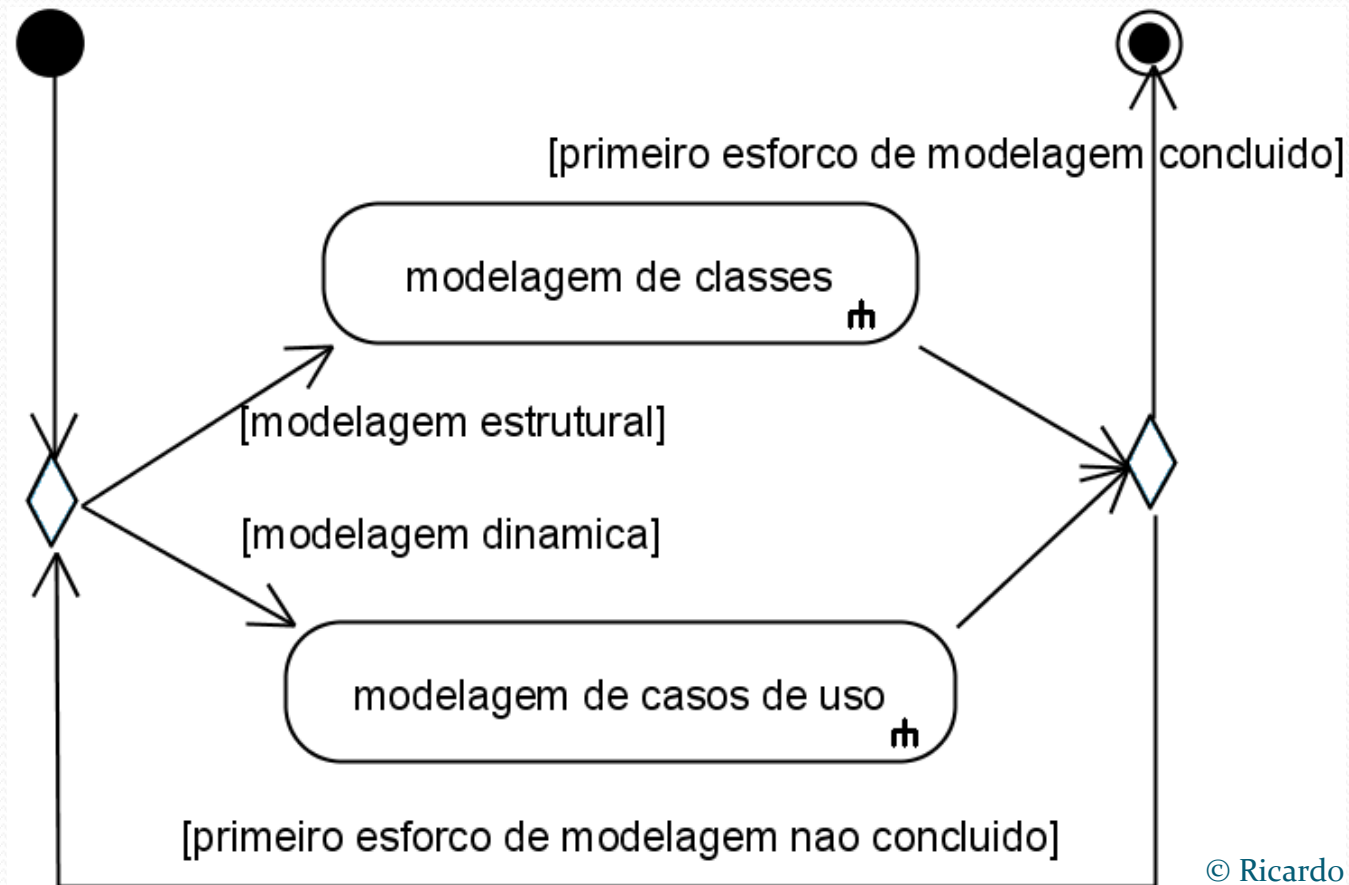 [primeiro esforco de modelagem concluido]
modelagem de classes
[modelagem estrutural]
[modelagem dinamica]
modelagem de casos de uso
[primeiro esforco de modelagem nao concluido]
© Ricardo